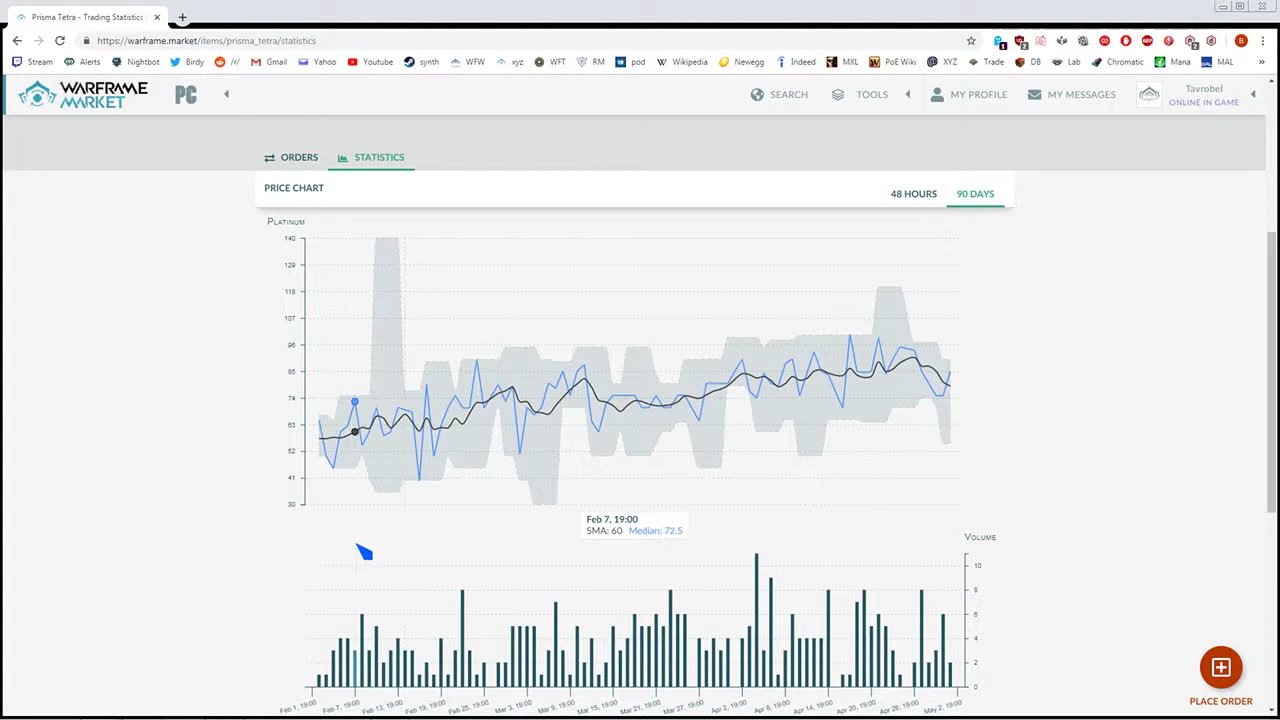 Prisma Tetra - Trading Statistics
https://warframe.market/items/prisma_tetra/statistics
Stream Alerts Nightbot Birdy /r/ Gmail Yahoo Youtube synth WFW xyz WFT RM pod Wikipedia Newegg Indeed MXL PoE Wiki XYZ Trade DB Lab Chromatic Mana MAL »
WARFRAME
MARKET
PC
SEARCH TOOLS MY PROFILE MY MESSAGES
Tavrobel
ONLINE IN GAME
ORDERS STATISTICS
PRICE CHART
48 HOURS 90 DAYS
PLATINUM
140
129
118
107
96
85
74
63
52
41
30
Feb 7, 19:00
SMA: 60 Median: 72.5
VOLUME
10
8
6
4
2
0
Feb 1, 19:00 Feb 7, 19:00 Feb 13, 19:00 Feb 19, 19:00 Feb 25, 19:00 Mar 3, 19:00 Mar 9, 19:00 Mar 15, 19:00 Mar 21, 19:00 Mar 27, 19:00 Apr 2, 19:00 Apr 8, 19:00 Apr 14, 19:00 Apr 20, 19:00 Apr 26, 19:00 May 2, 19:00
PLACE ORDER